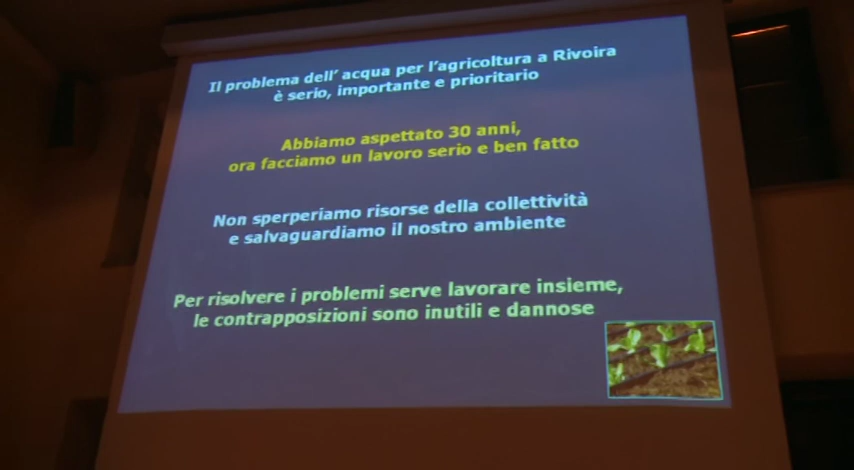 Il problema dell' acqua per l'agricoltura a Rivoira
è serio, importante e prioritario
Abbiamo aspettato 30 anni,
ora facciamo un lavoro serio e ben fatto
Non sperperiamo risorse della collettività
e salvaguardiamo il nostro ambiente
Per risolvere i problemi serve lavorare insieme,
le contrapposizioni sono inutili e dannose